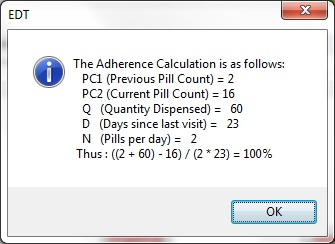 EDT
The Adherence Calculation is as follows:
PC1 (Previous Pill Count) = 2
PC2 (Current Pill Count) = 16
Q (Quantity Dispensed) = 60
D (Days since last visit) = 23
N (Pills per day) = 2
Thus : ((2 + 60) - 16) / (2 * 23) = 100%
OK